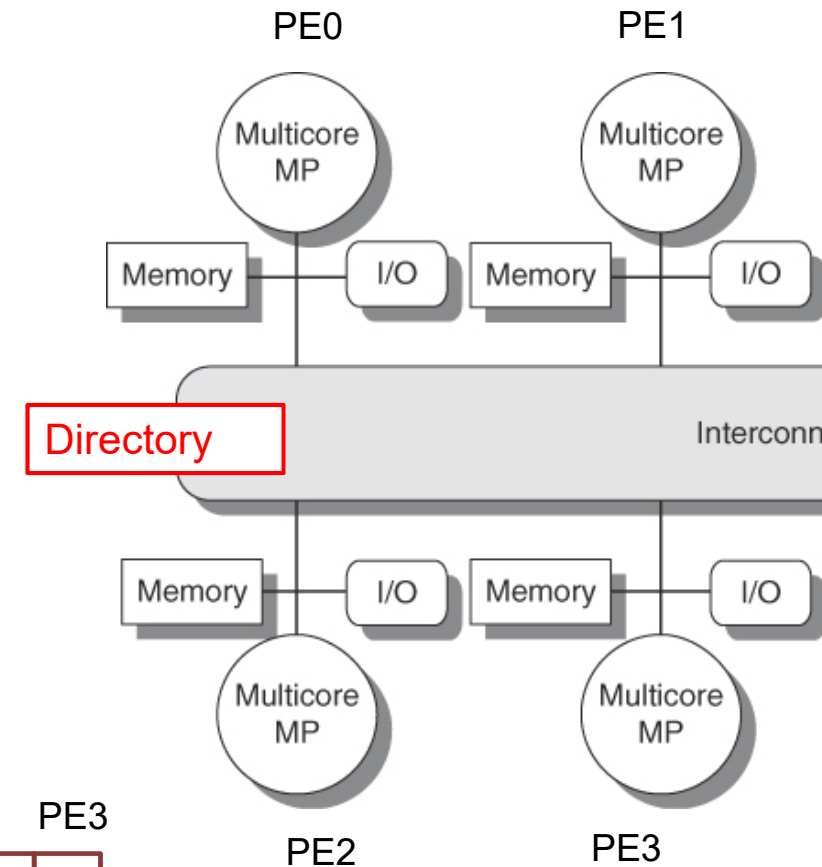 PE0
PE1
Multicore
MP
Multicore
MP
Memory
I/O
Memory
I/O
Directory
Interconn
Memory
I/O
Memory
I/O
Multicore
MP
Multicore
MP
PE3
PE2
PE3